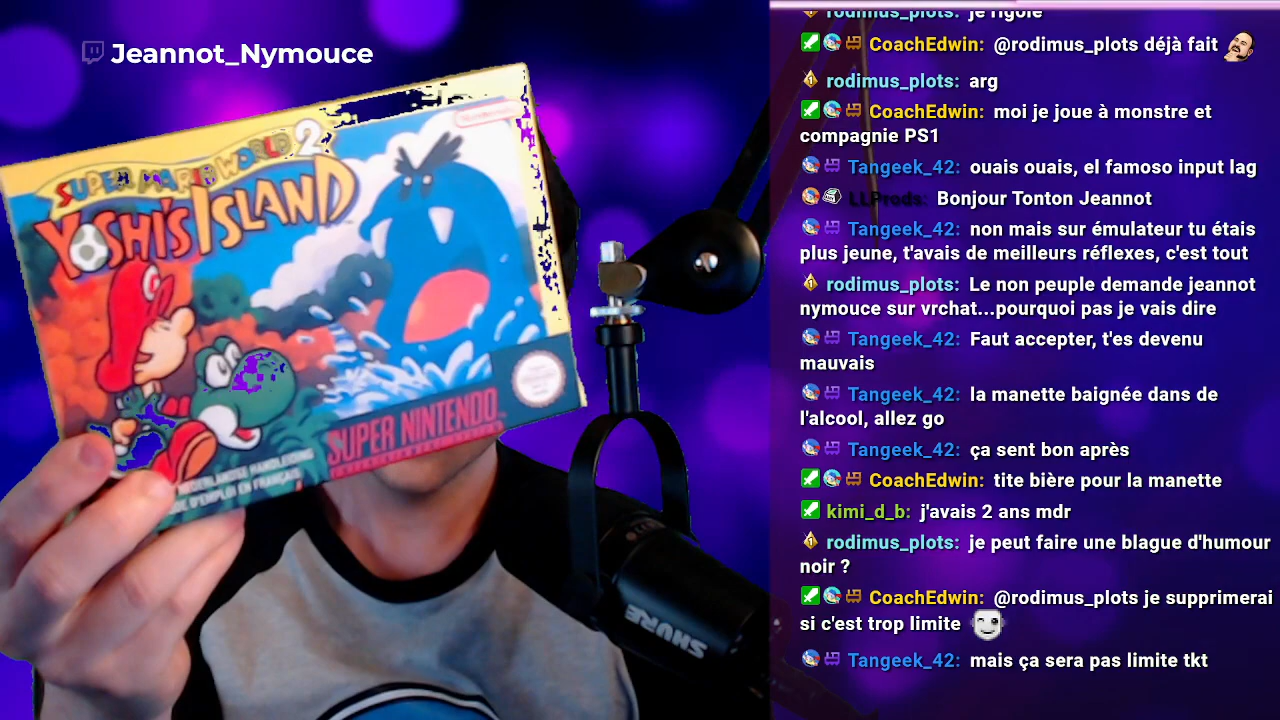 Jeannot_Nymouce
SUPER MARIO WORLD 2
YOSHI'S ISLAND
SUPER NINTENDO
NEDERLANDSE HANDLEIDING
D'EMPLOI EN FRANÇAIS
SHURE
rodimus_plots: je rigole
CoachEdwin: @rodimus_plots déjà fait
rodimus_plots: arg
CoachEdwin: moi je joue à monstre et
compagnie PS1
Tangeek_42: ouais ouais, el famoso input lag
LLProds: Bonjour Tonton Jeannot
Tangeek_42: non mais sur émulateur tu étais
plus jeune, t'avais de meilleurs réflexes, c'est tout
rodimus_plots: Le non peuple demande jeannot
nymouce sur vrchat...pourquoi pas je vais dire
Tangeek_42: Faut accepter, t'es devenu
mauvais
Tangeek_42: la manette baignée dans de
l'alcool, allez go
Tangeek_42: ça sent bon après
CoachEdwin: tite bière pour la manette
kimi_d_b: j'avais 2 ans mdr
rodimus_plots: je peut faire une blague d'humour
noir ?
CoachEdwin: @rodimus_plots je supprimerai
si c'est trop limite
Tangeek_42: mais ça sera pas limite tkt